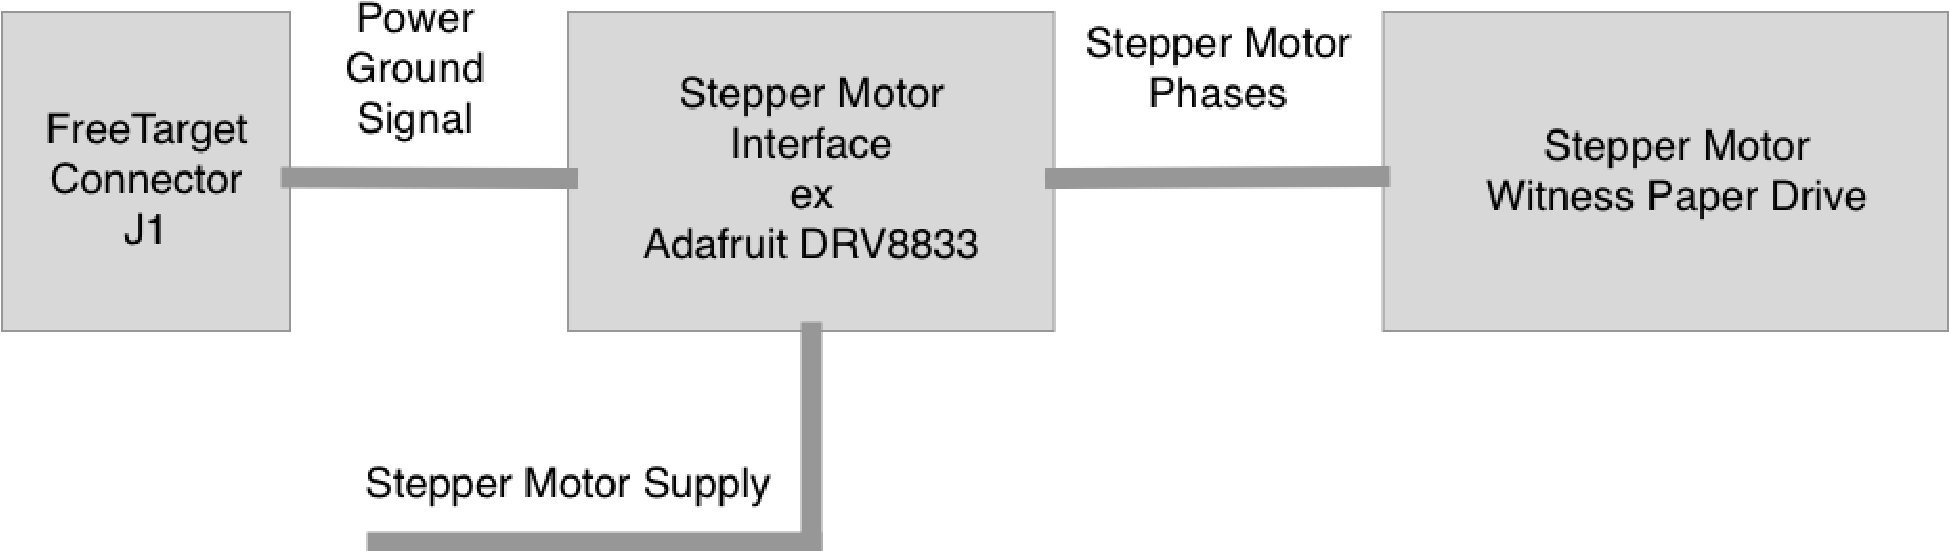 FreeTarget
Connector
J1
Power
Ground
Signal
Stepper Motor
Interface
ex
Adafruit DRV8833
Stepper Motor
Phases
Stepper Motor
Witness Paper Drive
Stepper Motor Supply